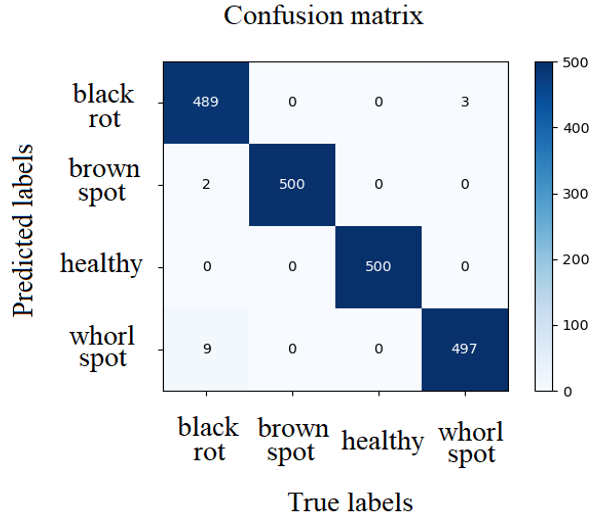 Confusion matrix
black
rot
489 0 0 3
500
400
brown
spot
2 500 0 0
300
Predicted labels
healthy
0 0 500 0
200
100
whorl
spot
9 0 0 497
0
black
rot
brown
spot
healthy
whorl
spot
True labels